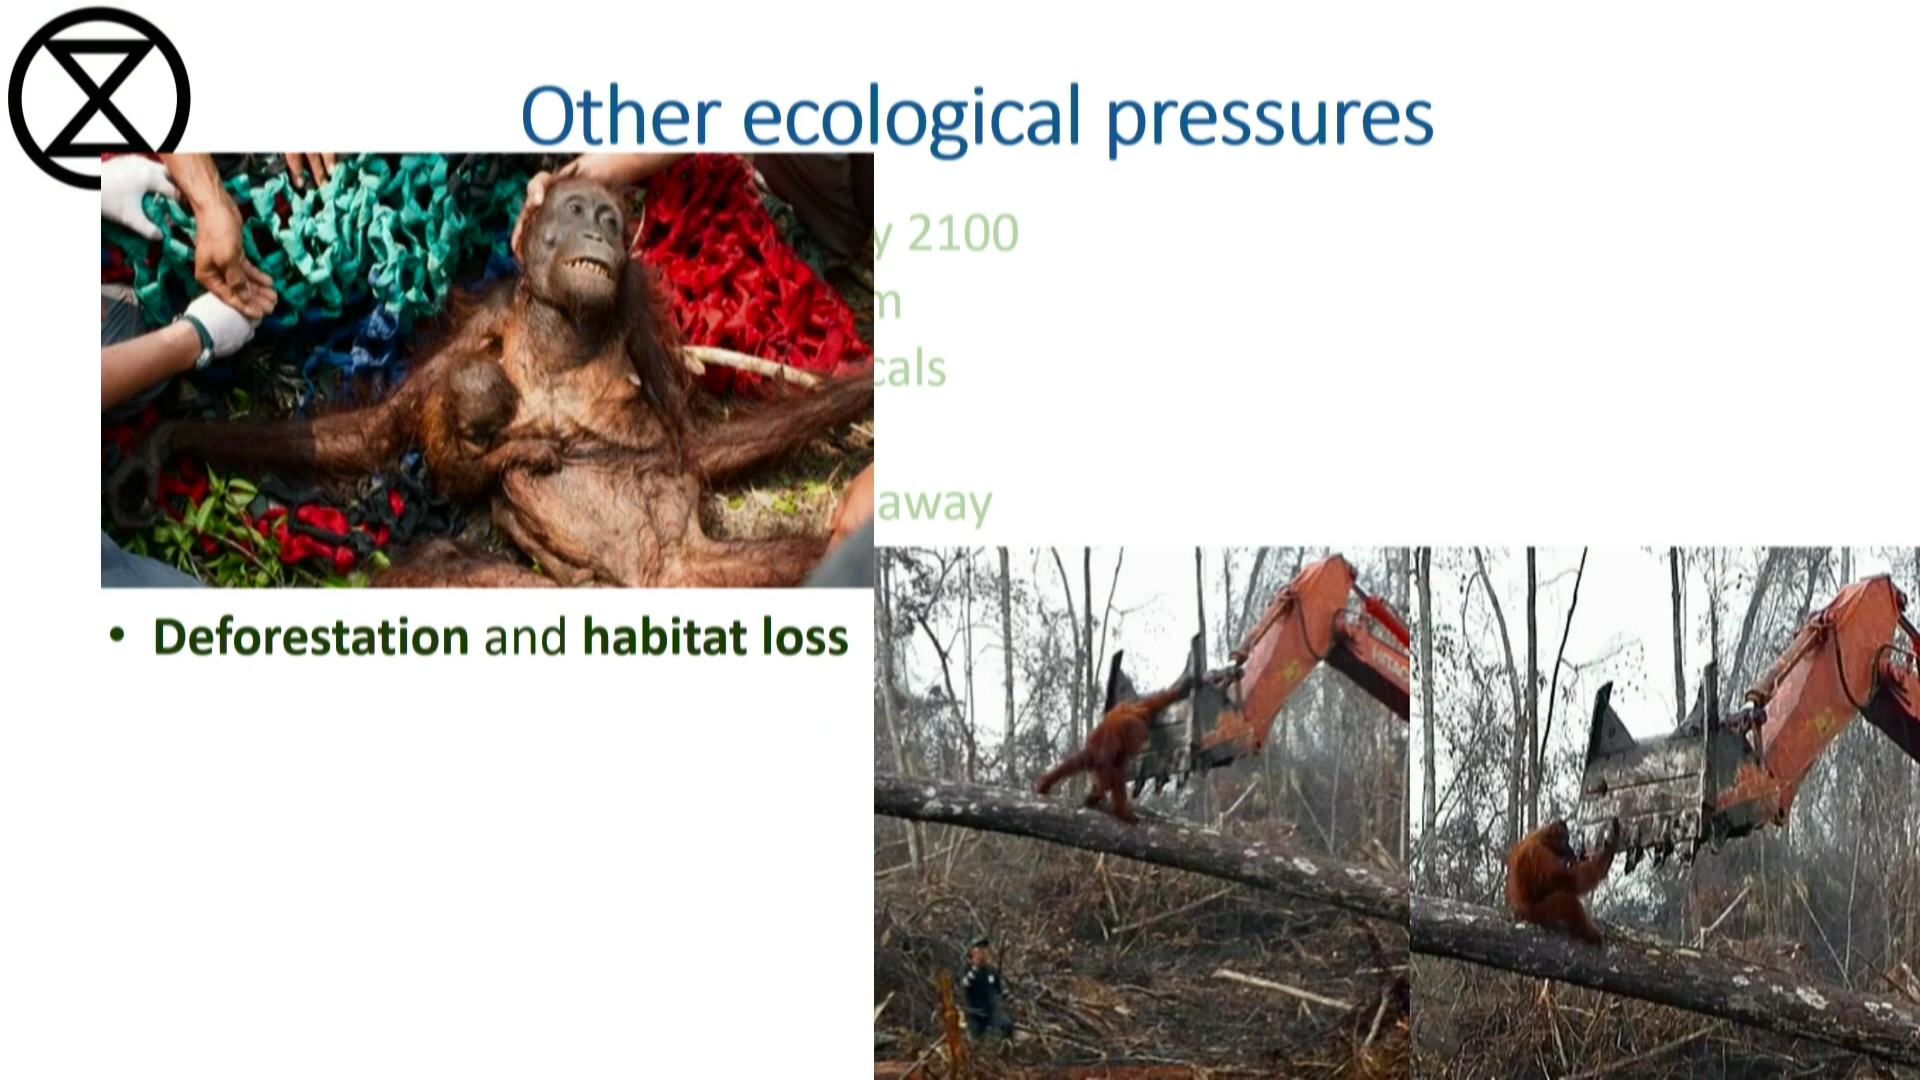 Other ecological pressures
y 2100
m
cals
away
• Deforestation and habitat loss